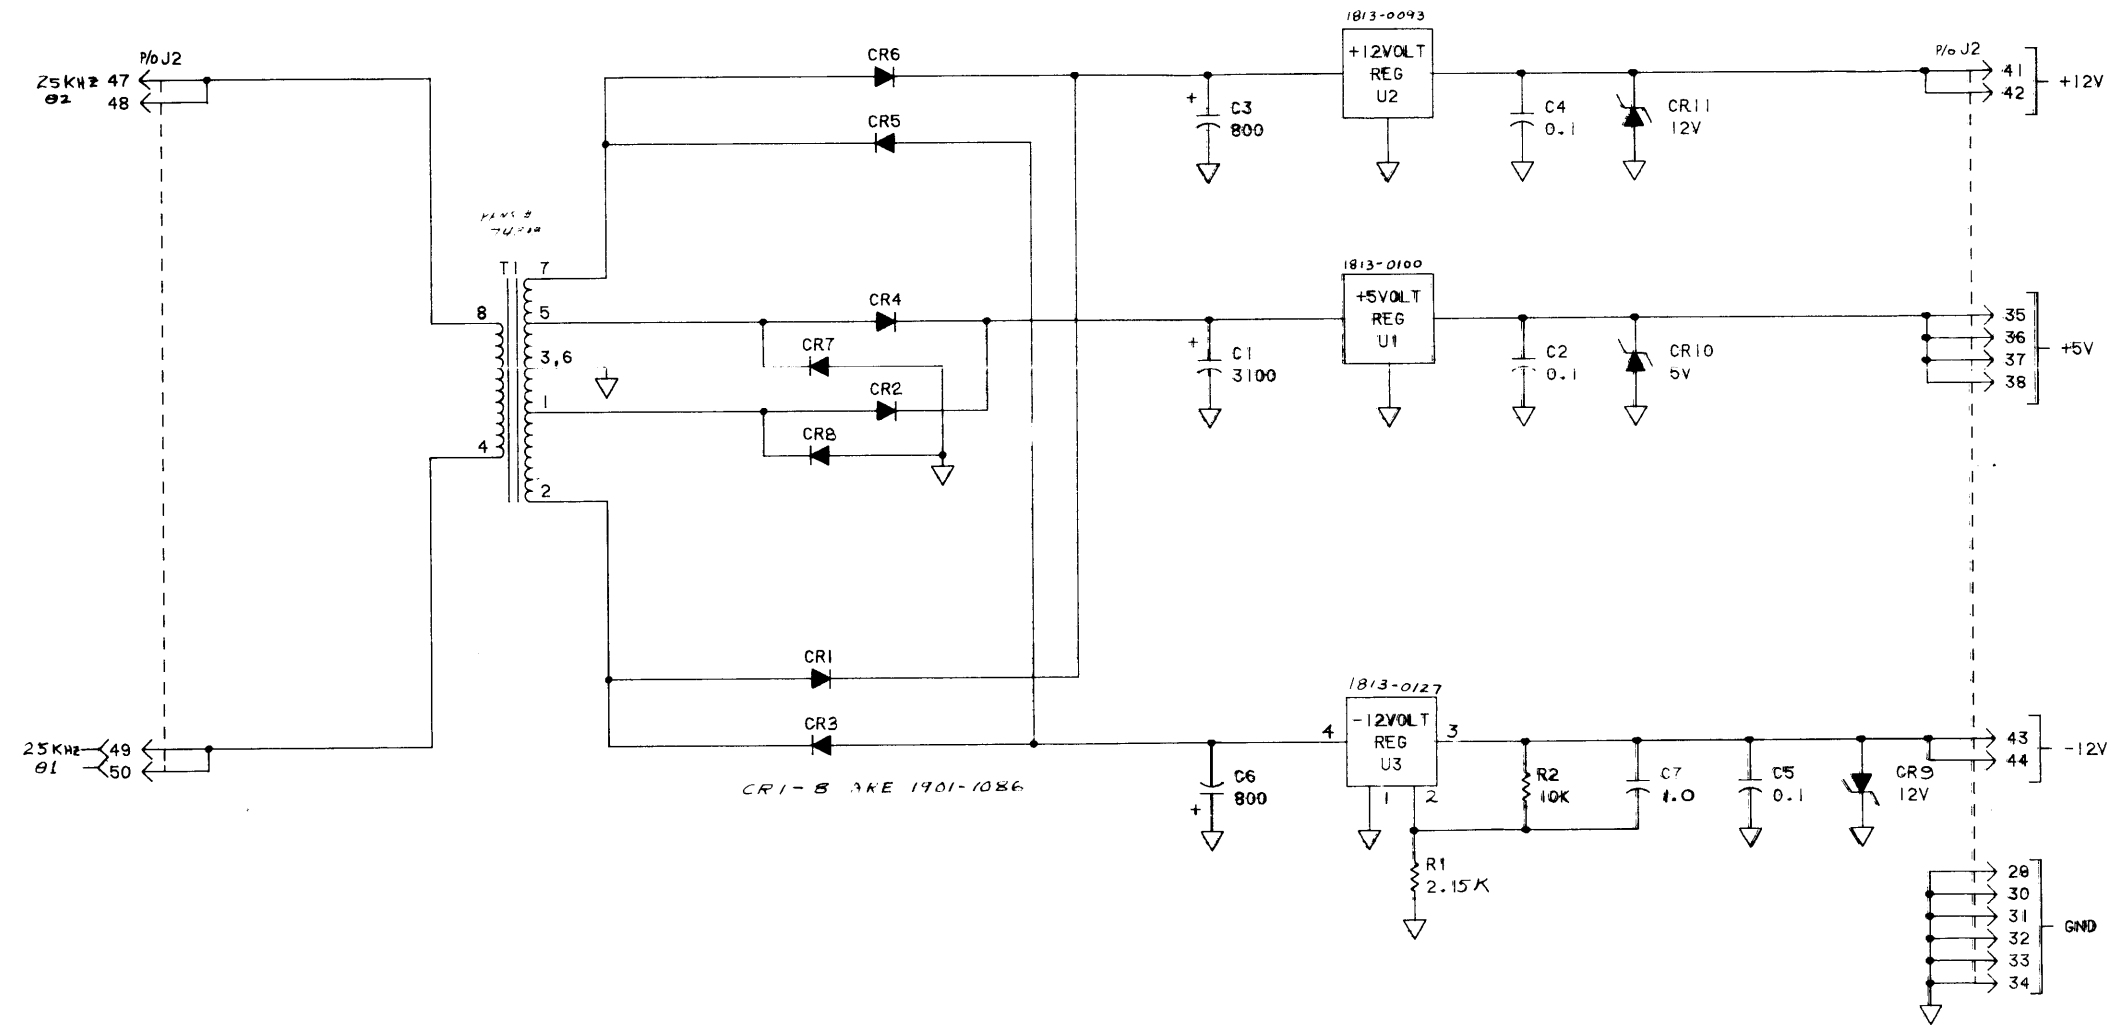 1813-0093
P/O J2
25KHZ 47
θ2 48
CR6
+12VOLT
REG
U2
C3
800
+
C4
0.1
CR11
12V
P/O J2
41
42
+12V
CR5
T1
7
8
5
3,6
1
4
2
CR4
CR7
CR2
CR8
1813-0100
+5VOLT
REG
U1
+
C1
3100
C2
0.1
CR10
5V
35
36
37
38
+5V
CR1
CR3
25KHZ 49
θ1 50
CR1-8 ARE 1901-1086
1813-0127
4
-12VOLT
REG
U3
3
1
2
C6
800
+
R2
10K
C7
1.0
C5
0.1
CR9
12V
43
44
-12V
R1
2.15K
30
31
32
33
34
GND